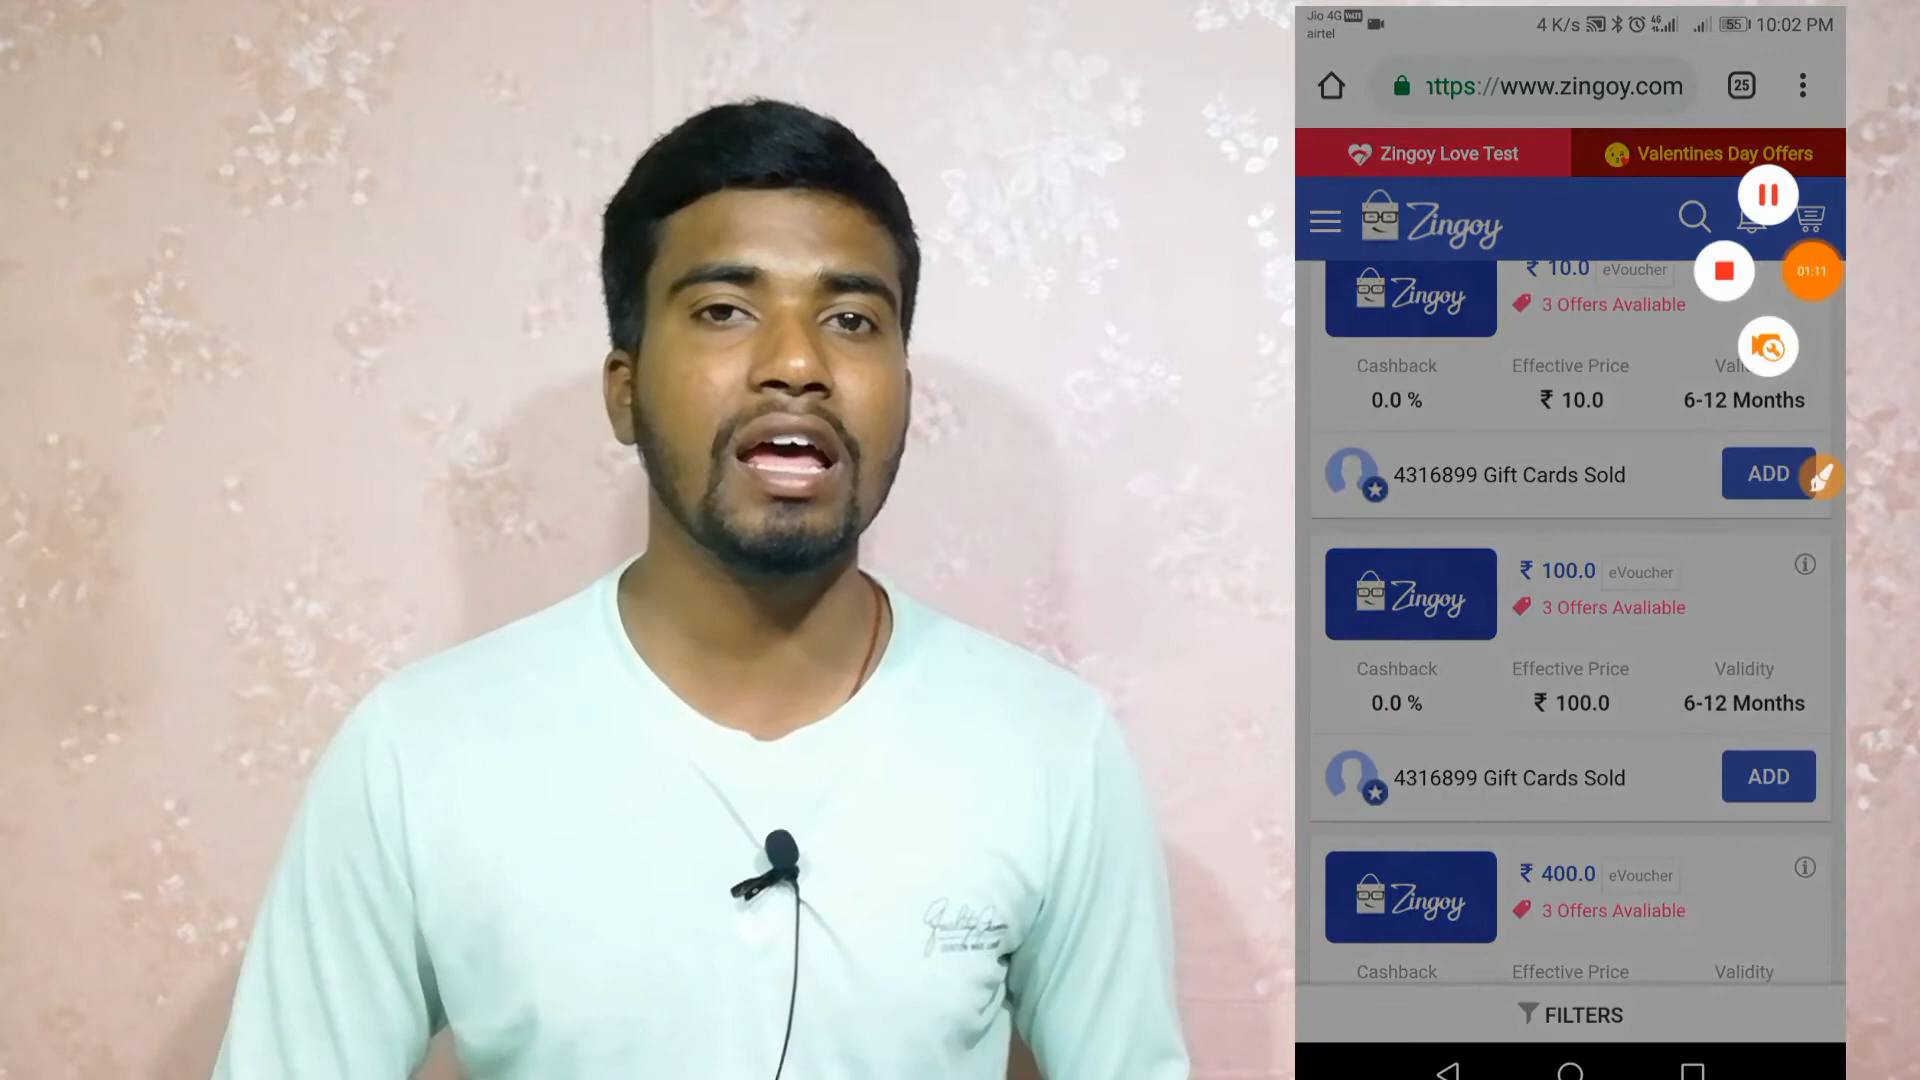 Jio 4G VoLTE
airtel
4 K/s 4G 55 10:02 PM
https://www.zingoy.com 25
Zingoy Love Test Valentines Day Offers
Zingoy
01:11
Zingoy ₹ 10.0 eVoucher
3 Offers Avaliable
Cashback Effective Price
0.0 % ₹ 10.0 6-12 Months
4316899 Gift Cards Sold ADD
Zingoy ₹ 100.0 eVoucher
3 Offers Avaliable
Cashback Effective Price Validity
0.0 % ₹ 100.0 6-12 Months
4316899 Gift Cards Sold ADD
Zingoy ₹ 400.0 eVoucher
3 Offers Avaliable
Cashback Effective Price Validity
FILTERS